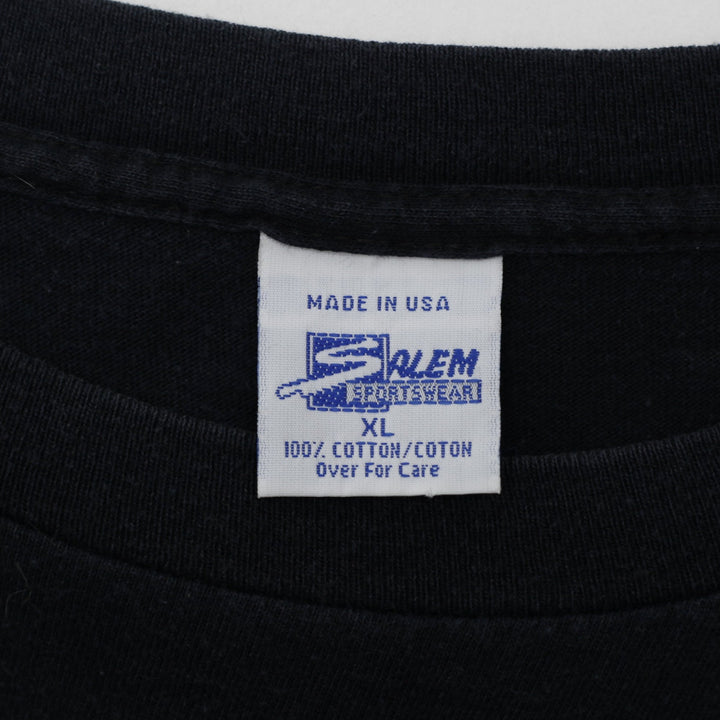 MADE IN USA
SALEM
SPORTSWEAR
XL
100% COTTON/COTON
Over For Care